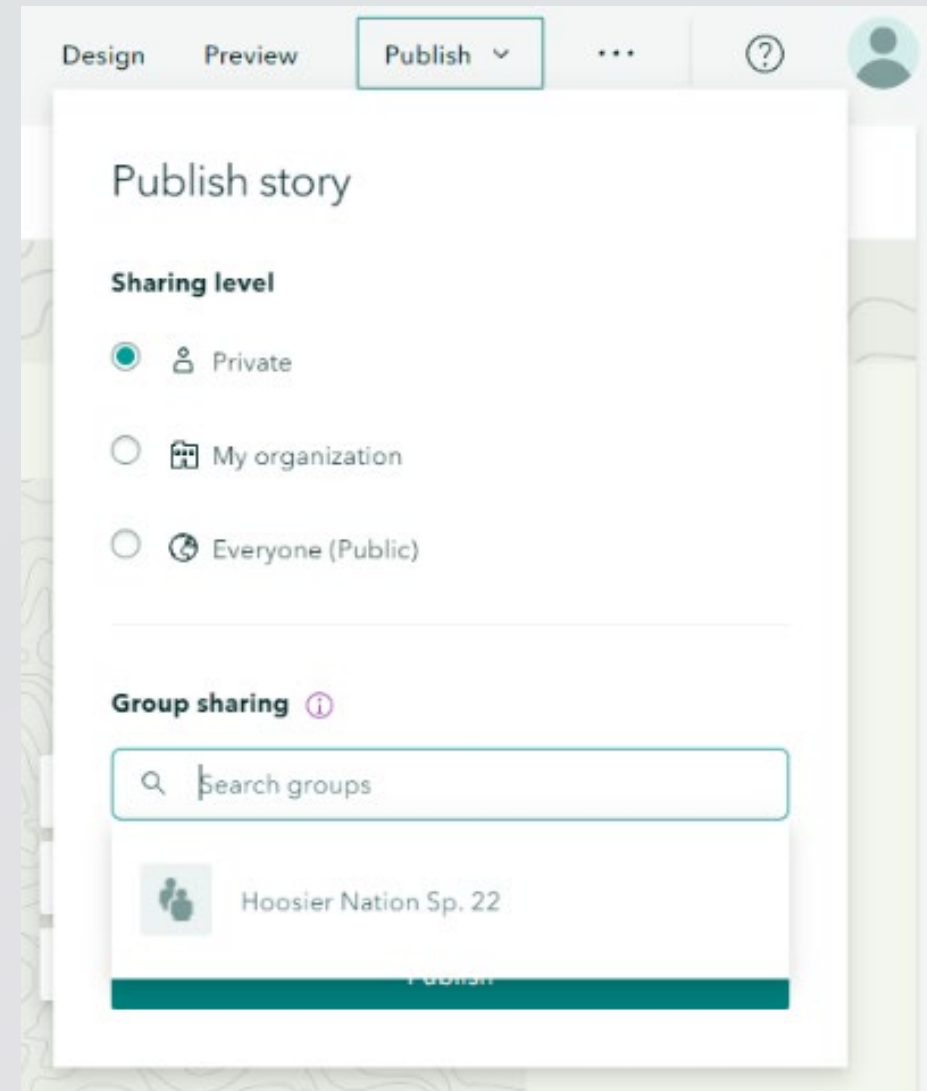 Design Preview Publish ...
Publish story
Sharing level
Private
My organization
Everyone (Public)
Group sharing
Search groups
Hoosier Nation Sp. 22
Publish